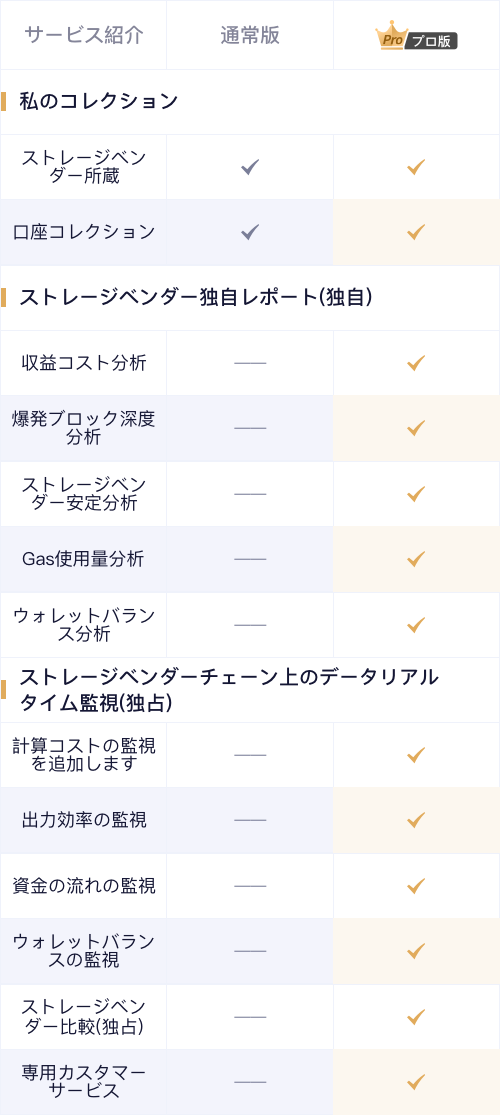 サービス紹介 通常版 Pro プロ版
私のコレクション
ストレージベン
ダー所蔵
口座コレクション
ストレージベンダー独自レポート(独自)
収益コスト分析
爆発ブロック深度
分析
ストレージベン
ダー安定分析
Gas使用量分析
ウォレットバラン
ス分析
ストレージベンダーチェーン上のデータリアル
タイム監視(独占)
計算コストの監視
を追加します
出力効率の監視
資金の流れの監視
ウォレットバラン
スの監視
ストレージベン
ダー比較(独占)
専用カスタマー
サービス